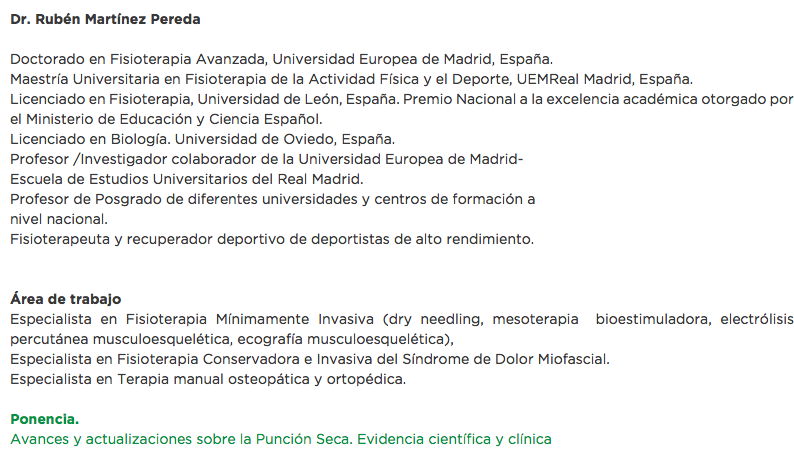 Dr. Rubén Martínez Pereda
Doctorado en Fisioterapia Avanzada, Universidad Europea de Madrid, España.
Maestría Universitaria en Fisioterapia de la Actividad Física y el Deporte, UEMReal Madrid, España.
Licenciado en Fisioterapia, Universidad de León, España. Premio Nacional a la excelencia académica otorgado por
el Ministerio de Educación y Ciencia Español.
Licenciado en Biología. Universidad de Oviedo, España.
Profesor /Investigador colaborador de la Universidad Europea de Madrid-
Escuela de Estudios Universitarios del Real Madrid.
Profesor de Posgrado de diferentes universidades y centros de formación a
nivel nacional.
Fisioterapeuta y recuperador deportivo de deportistas de alto rendimiento.
Área de trabajo
Especialista en Fisioterapia Mínimamente Invasiva (dry needling, mesoterapia bioestimuladora, electrólisis
percutánea musculoesquelética, ecografía musculoesquelética),
Especialista en Fisioterapia Conservadora e Invasiva del Síndrome de Dolor Miofascial.
Especialista en Terapia manual osteopática y ortopédica.
Ponencia.
Avances y actualizaciones sobre la Punción Seca. Evidencia científica y clínica